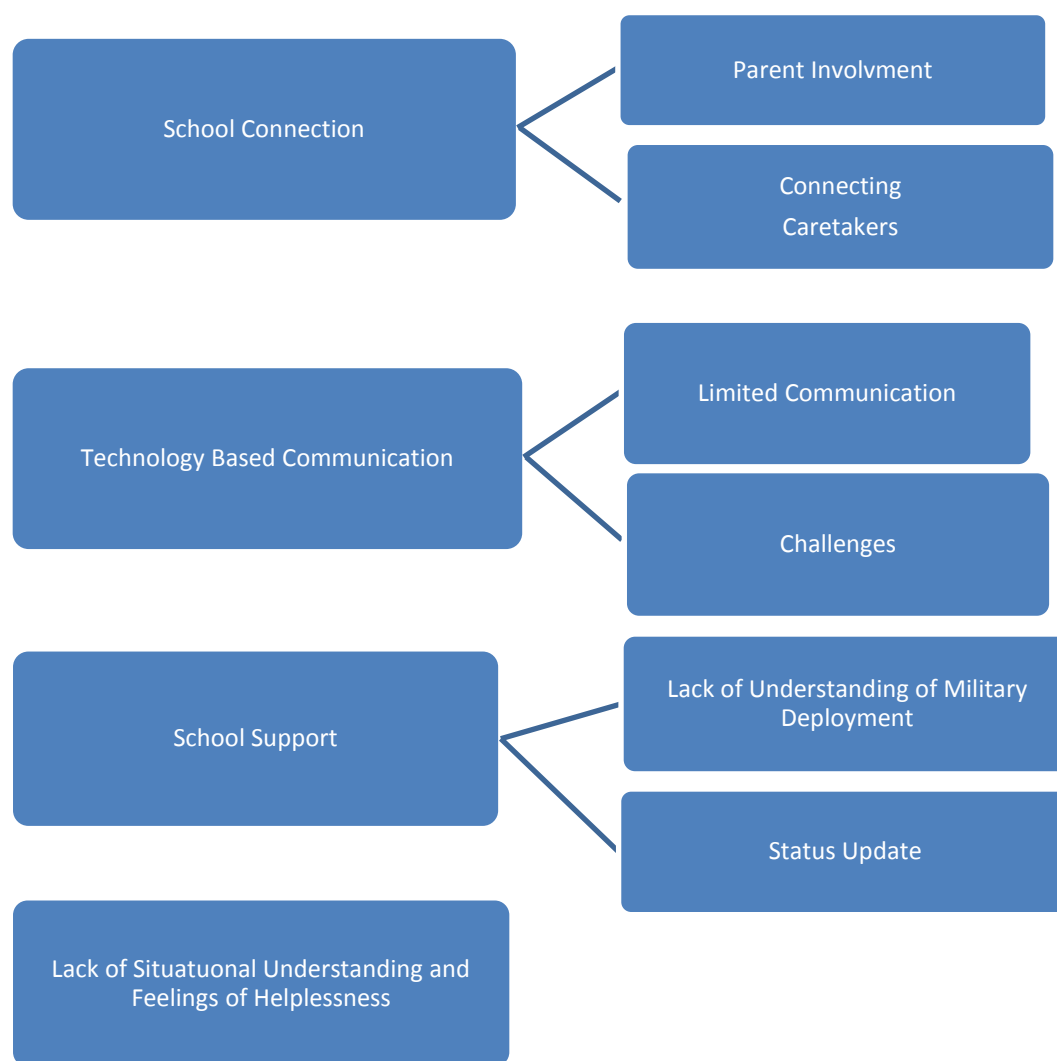 School Connection
Parent Involvment
Connecting
Caretakers
Technology Based Communication
Limited Communication
Challenges
School Support
Lack of Understanding of Military
Deployment
Status Update
Lack of Situatuonal Understanding and
Feelings of Helplessness